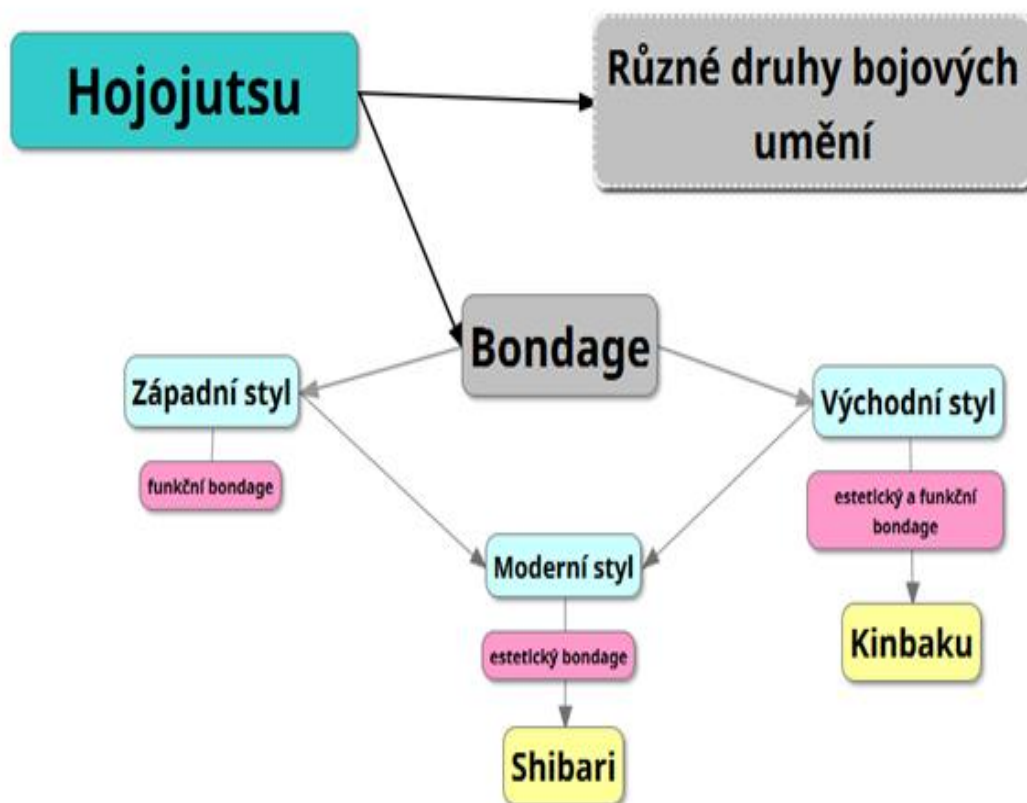 Hojojutsu
Různé druhy bojových
umění
Bondage
Západní styl
Východní styl
funkční bondage
estetický a funkční
bondage
Moderní styl
Kinbaku
estetický bondage
Shibari